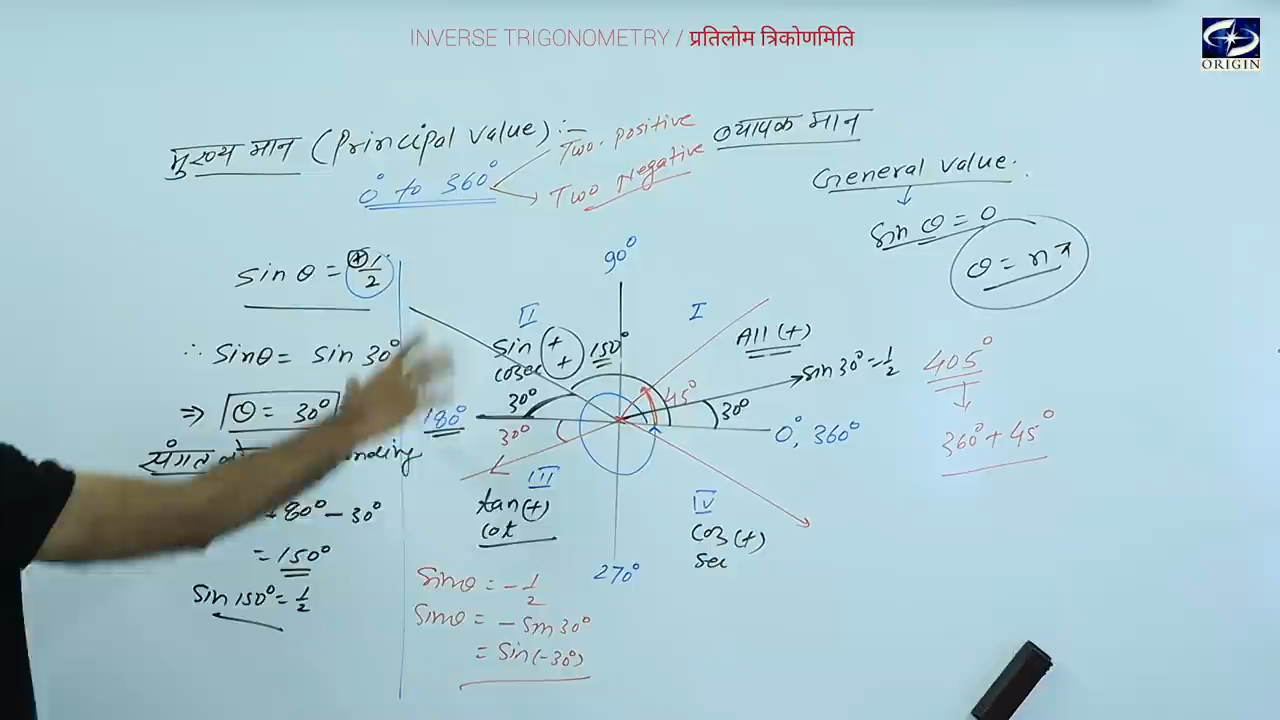 INVERSE TRIGONOMETRY / प्रतिलोम त्रिकोणमिति
ORIGIN
मुख्य मान (Principal value) :-
0° to 360°
Two positive
Two Negative
व्यापक मान
General value.
sin θ = 0
θ = nπ
sin θ = + 1/2
∴ sinθ = sin 30°
⇒ θ = 30°
संगत
180° - 30°
= 150°
sin 150° = 1/2
90°
II
I
sin +
cosec +
150°
All (+)
sin 30° = 1/2
30°
45°
30°
180°
0°, 360°
30°
III
tan (+)
cot
IV
cos (+)
sec
270°
405°
360° + 45°
sinθ = - 1/2
sinθ = - sin 30°
= sin(-30°)